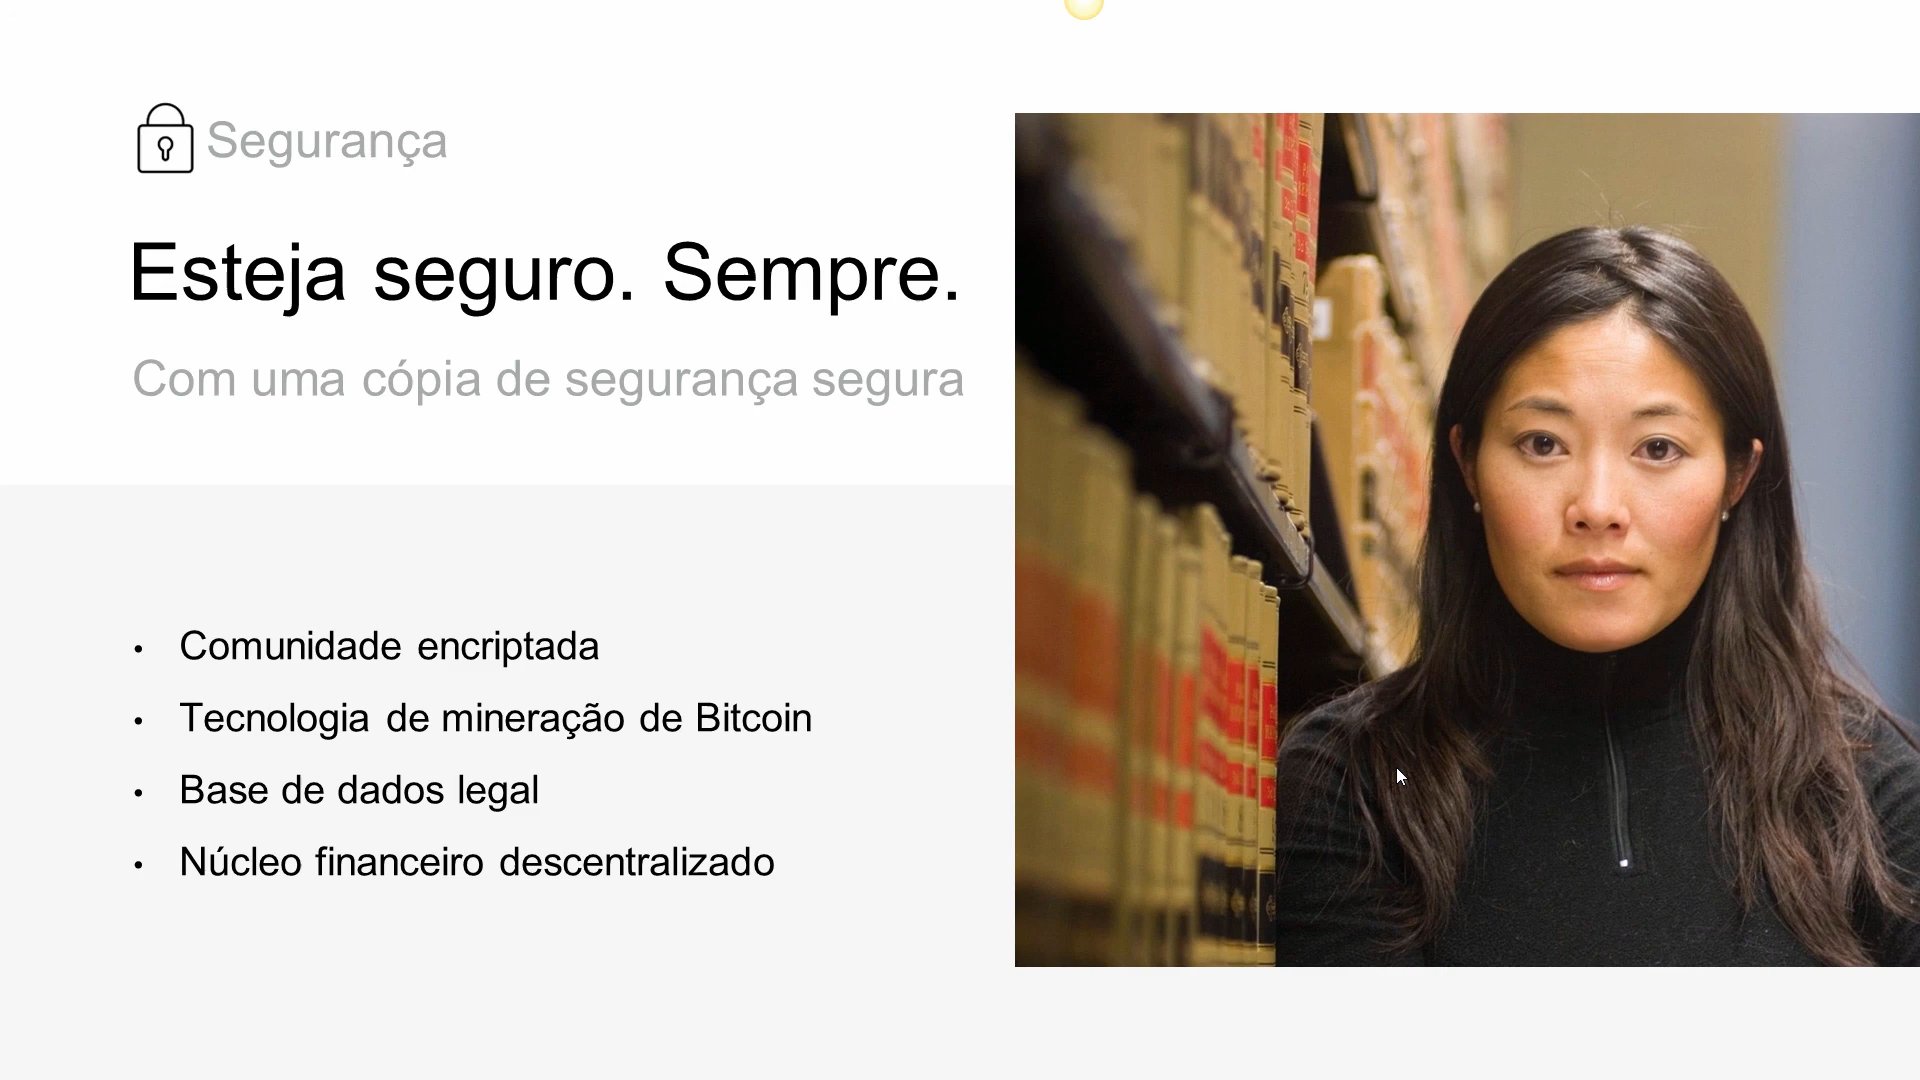 Segurança
Esteja seguro. Sempre.
Com uma cópia de segurança segura
• Comunidade encriptada
• Tecnologia de mineração de Bitcoin
• Base de dados legal
• Núcleo financeiro descentralizado